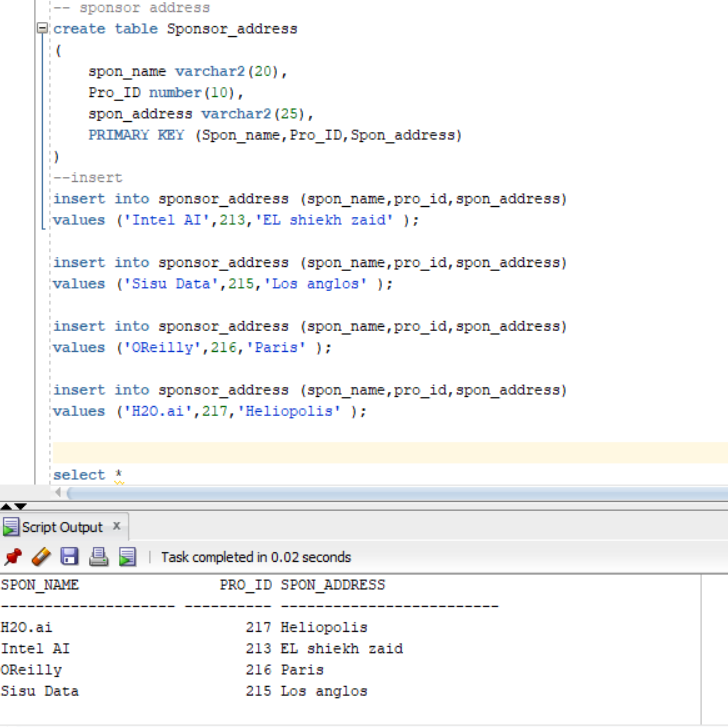 -- sponsor address
create table Sponsor_address
(
spon_name varchar2(20),
Pro_ID number(10),
spon_address varchar2(25),
PRIMARY KEY (Spon_name,Pro_ID,Spon_address)
)
--insert
insert into sponsor_address (spon_name,pro_id,spon_address)
values ('Intel AI',213,'EL shiekh zaid' );
insert into sponsor_address (spon_name,pro_id,spon_address)
values ('Sisu Data',215,'Los anglos' );
insert into sponsor_address (spon_name,pro_id,spon_address)
values ('OReilly',216,'Paris' );
insert into sponsor_address (spon_name,pro_id,spon_address)
values ('H2O.ai',217,'Heliopolis' );
select *
Script Output x
Task completed in 0.02 seconds
SPON_NAME PRO_ID SPON_ADDRESS
-------------------- ---------- -------------------------
H2O.ai 217 Heliopolis
Intel AI 213 EL shiekh zaid
OReilly 216 Paris
Sisu Data 215 Los anglos